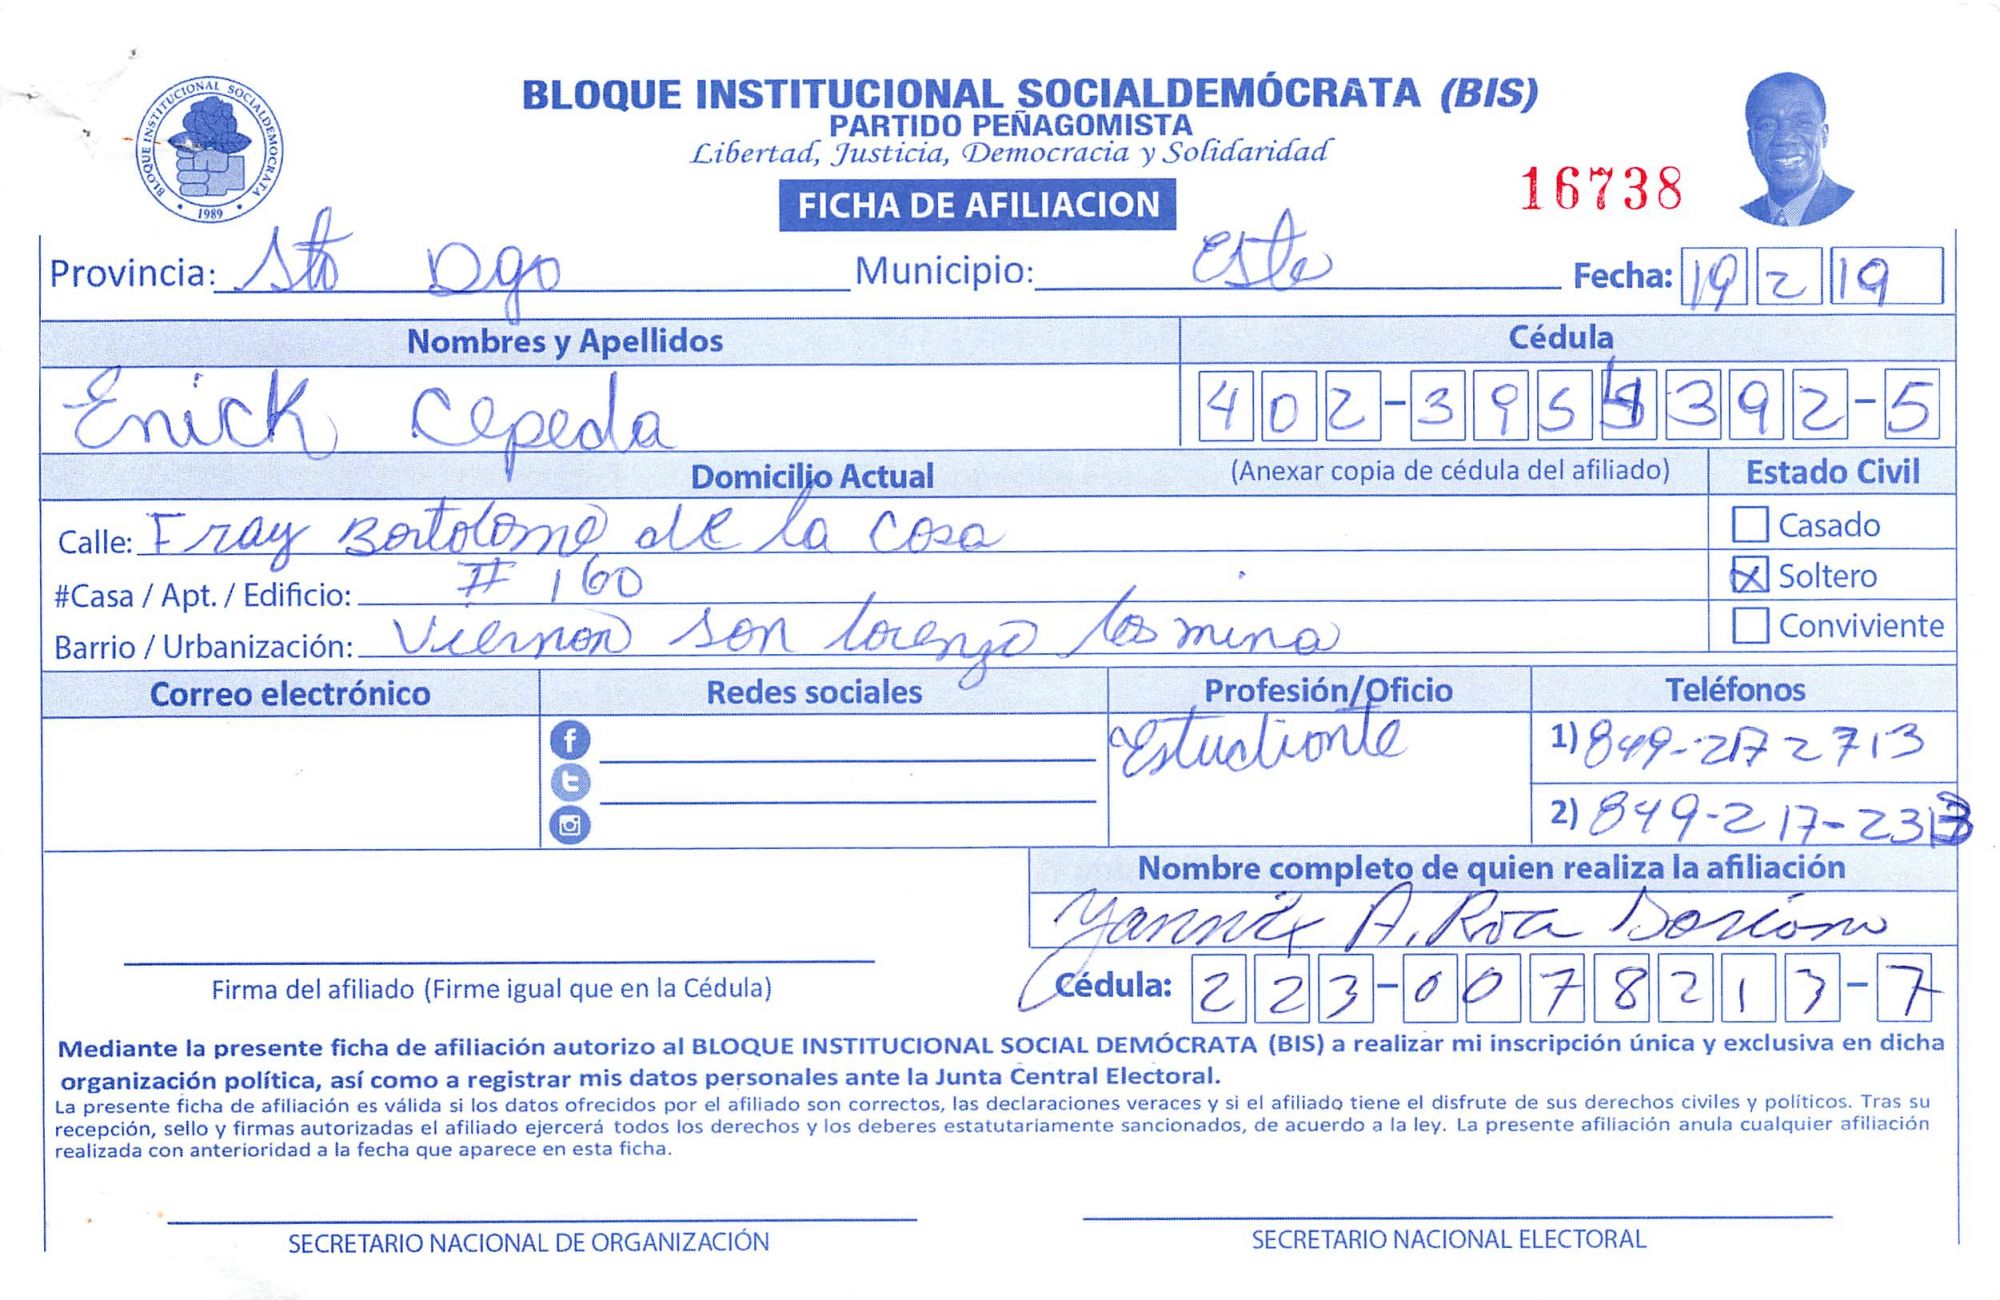 BLOQUE INSTITUCIONAL SOCIALDEMÓCRATA (BIS)
PARTIDO PEÑAGOMISTA
Libertad, Justicia, Democracia y Solidaridad
BLOQUE INSTITUCIONAL SOCIALDEMOCRATA
1989
16738
FICHA DE AFILIACION
Provincia: Sto Dgo Municipio: Este Fecha: 19 2 19
Nombres y Apellidos Cédula
Enick Cepeda 402-395 392-5
Domicilio Actual (Anexar copia de cédula del afiliado) Estado Civil
Calle: Fray Bartolome de la Casa Casado
#Casa / Apt. / Edificio: # 160 Soltero
Barrio / Urbanización: san lorenzo los mina Conviviente
Correo electrónico Redes sociales Profesión/Oficio Teléfonos
Estudiante 1) 849-217 2713
2) 849-217-2313
Nombre completo de quien realiza la afiliación
A. Roa Soriano
Firma del afiliado (Firme igual que en la Cédula) Cédula: 223-0078213-7
Mediante la presente ficha de afiliación autorizo al BLOQUE INSTITUCIONAL SOCIAL DEMÓCRATA (BIS) a realizar mi inscripción única y exclusiva en dicha
organización política, así como a registrar mis datos personales ante la Junta Central Electoral.
La presente ficha de afiliación es válida si los datos ofrecidos por el afiliado son correctos, las declaraciones veraces y si el afiliado tiene el disfrute de sus derechos civiles y políticos. Tras su
recepción, sello y firmas autorizadas el afiliado ejercerá todos los derechos y los deberes estatutariamente sancionados, de acuerdo a la ley. La presente afiliación anula cualquier afiliación
realizada con anterioridad a la fecha que aparece en esta ficha.
SECRETARIO NACIONAL DE ORGANIZACIÓN SECRETARIO NACIONAL ELECTORAL